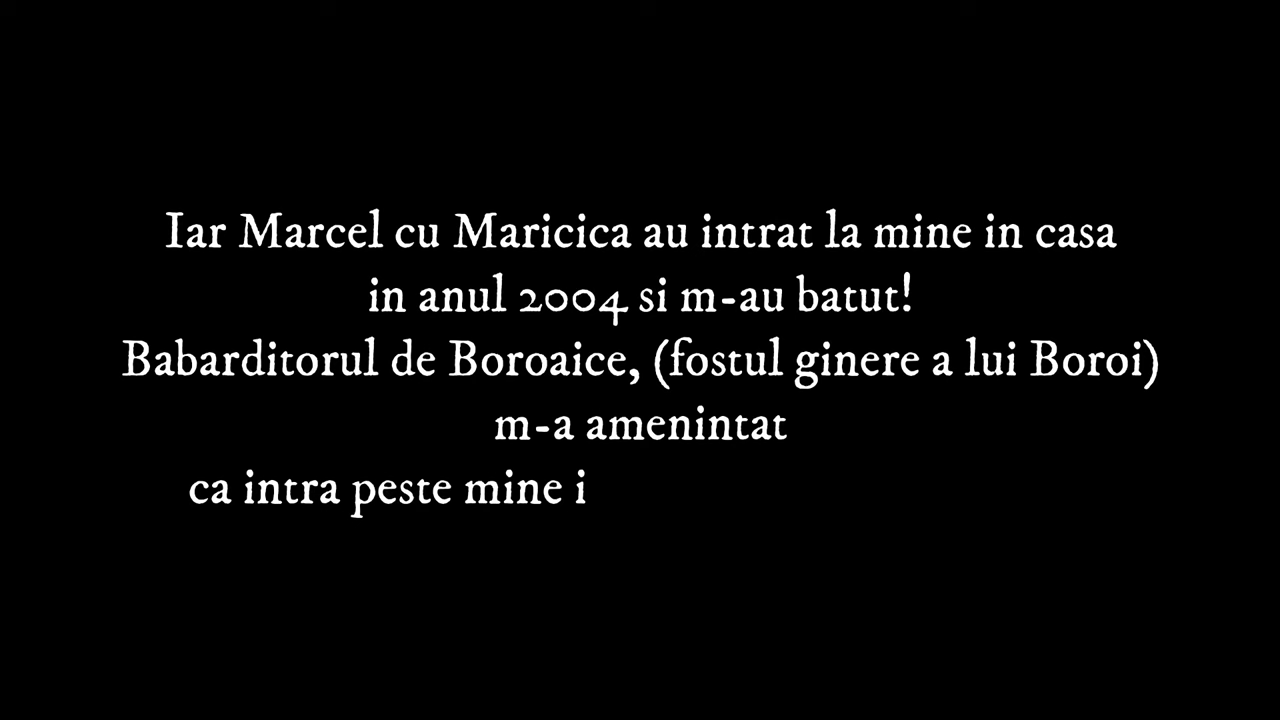 Iar Marcel cu Maricica au intrat la mine in casa
in anul 2004 si m-au batut!
Babarditorul de Boroaice, (fostul ginere a lui Boroi)
m-a amenintat
ca intra peste mine i